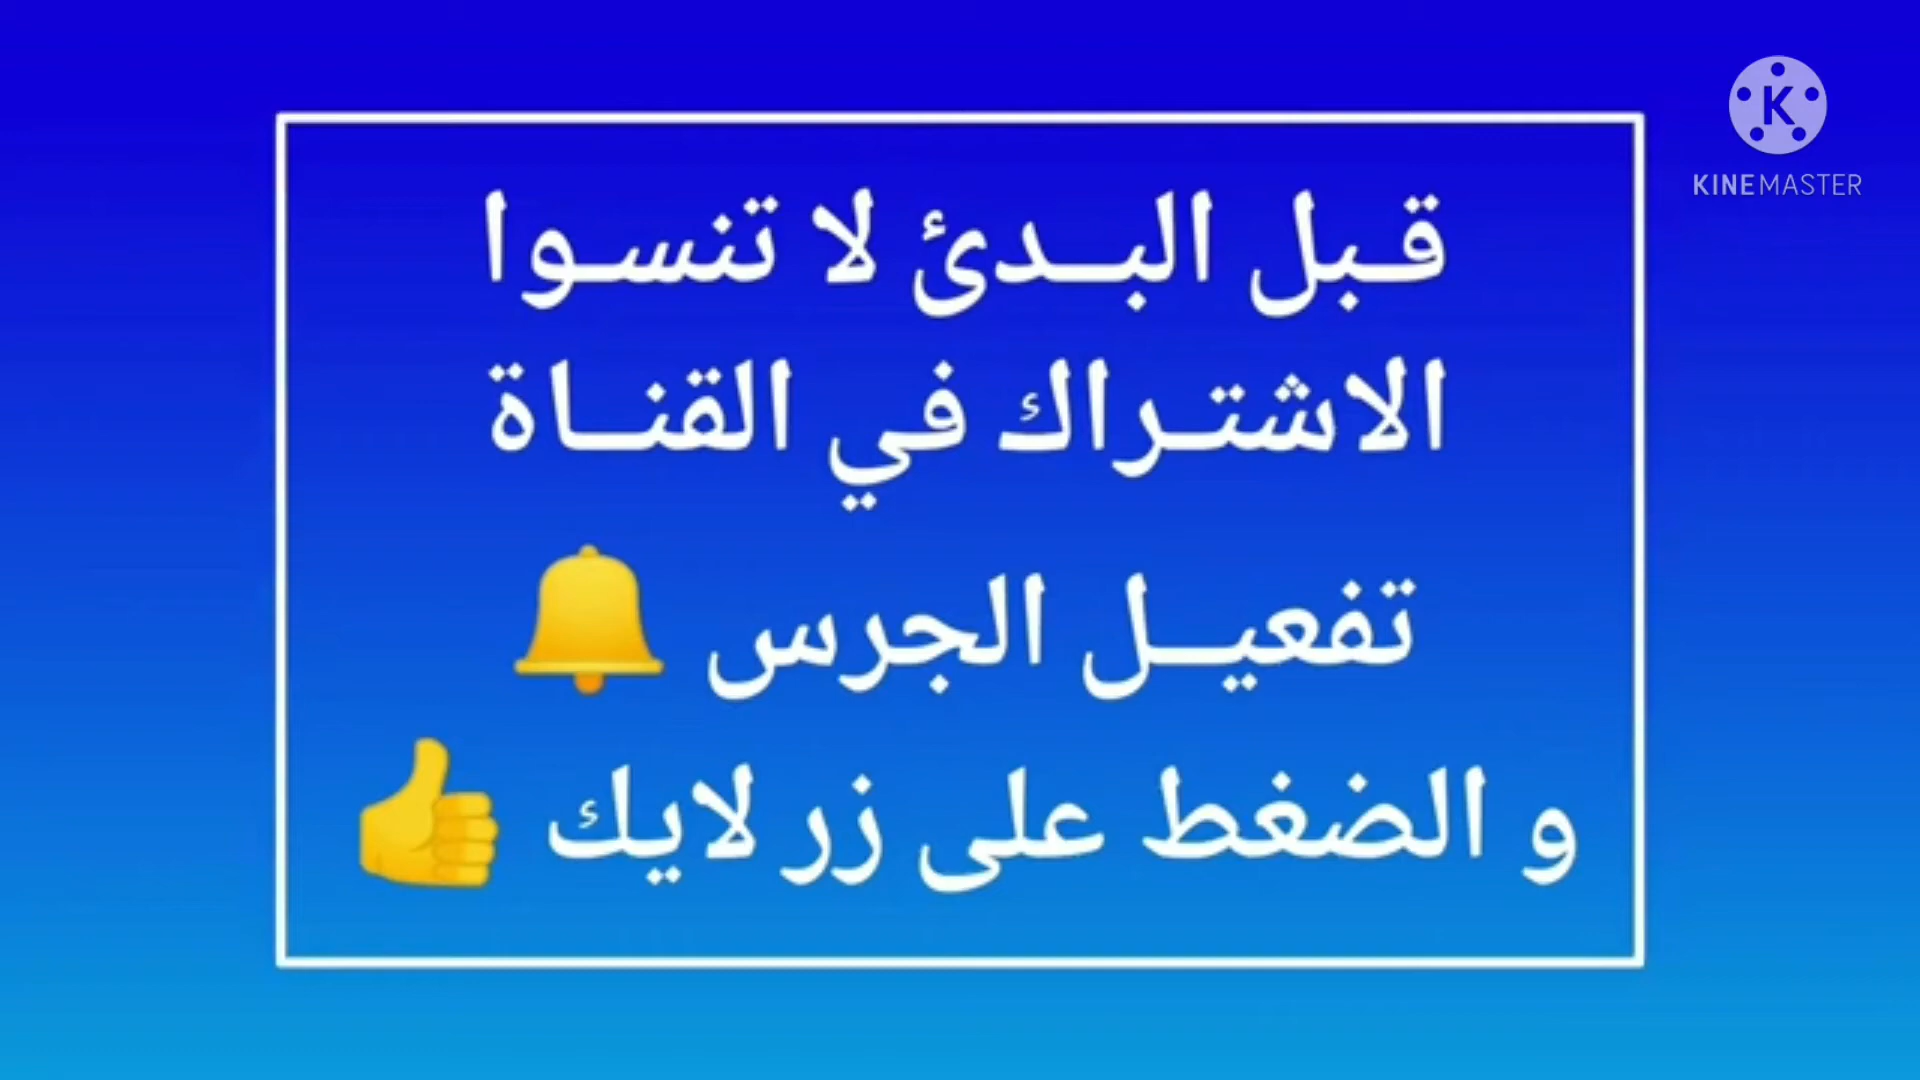 KINEMASTER
قبل البدئ لا تنسوا
الاشتراك في القناة
تفعيل الجرس 🔔
و الضغط على زر لايك 👍